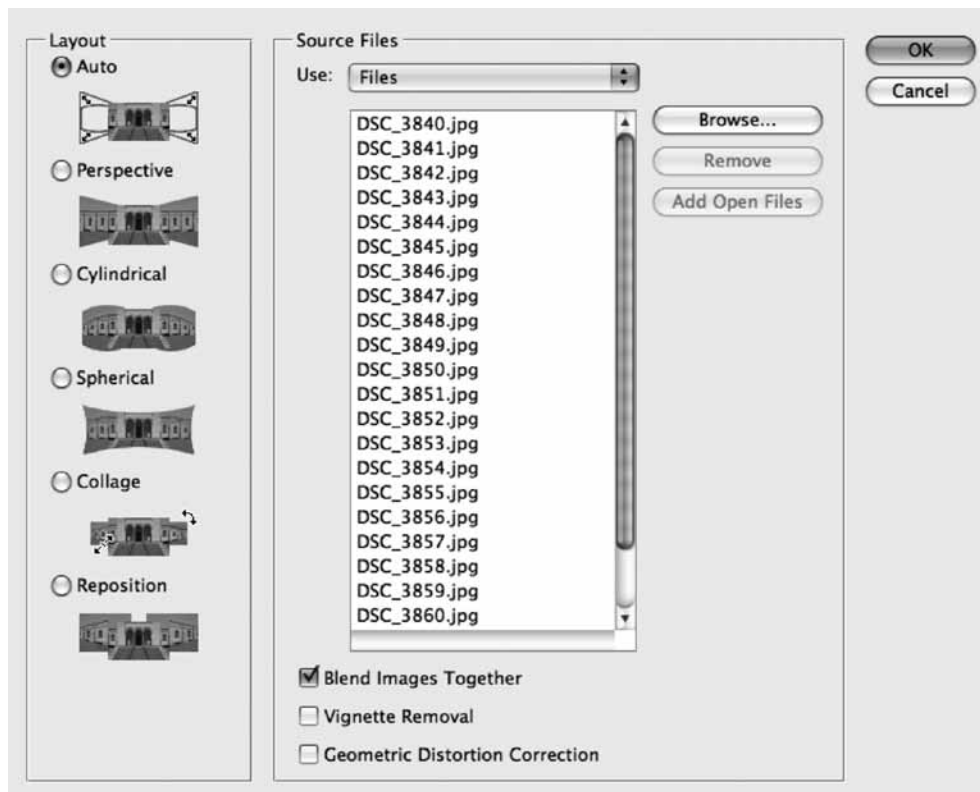 Layout
Auto
Perspective
Cylindrical
Spherical
Collage
Reposition
Source Files
Use: Files
DSC_3840.jpg
DSC_3841.jpg
DSC_3842.jpg
DSC_3843.jpg
DSC_3844.jpg
DSC_3845.jpg
DSC_3846.jpg
DSC_3847.jpg
DSC_3848.jpg
DSC_3849.jpg
DSC_3850.jpg
DSC_3851.jpg
DSC_3852.jpg
DSC_3853.jpg
DSC_3854.jpg
DSC_3855.jpg
DSC_3856.jpg
DSC_3857.jpg
DSC_3858.jpg
DSC_3859.jpg
DSC_3860.jpg
Browse...
Remove
Add Open Files
Blend Images Together
Vignette Removal
Geometric Distortion Correction
OK
Cancel